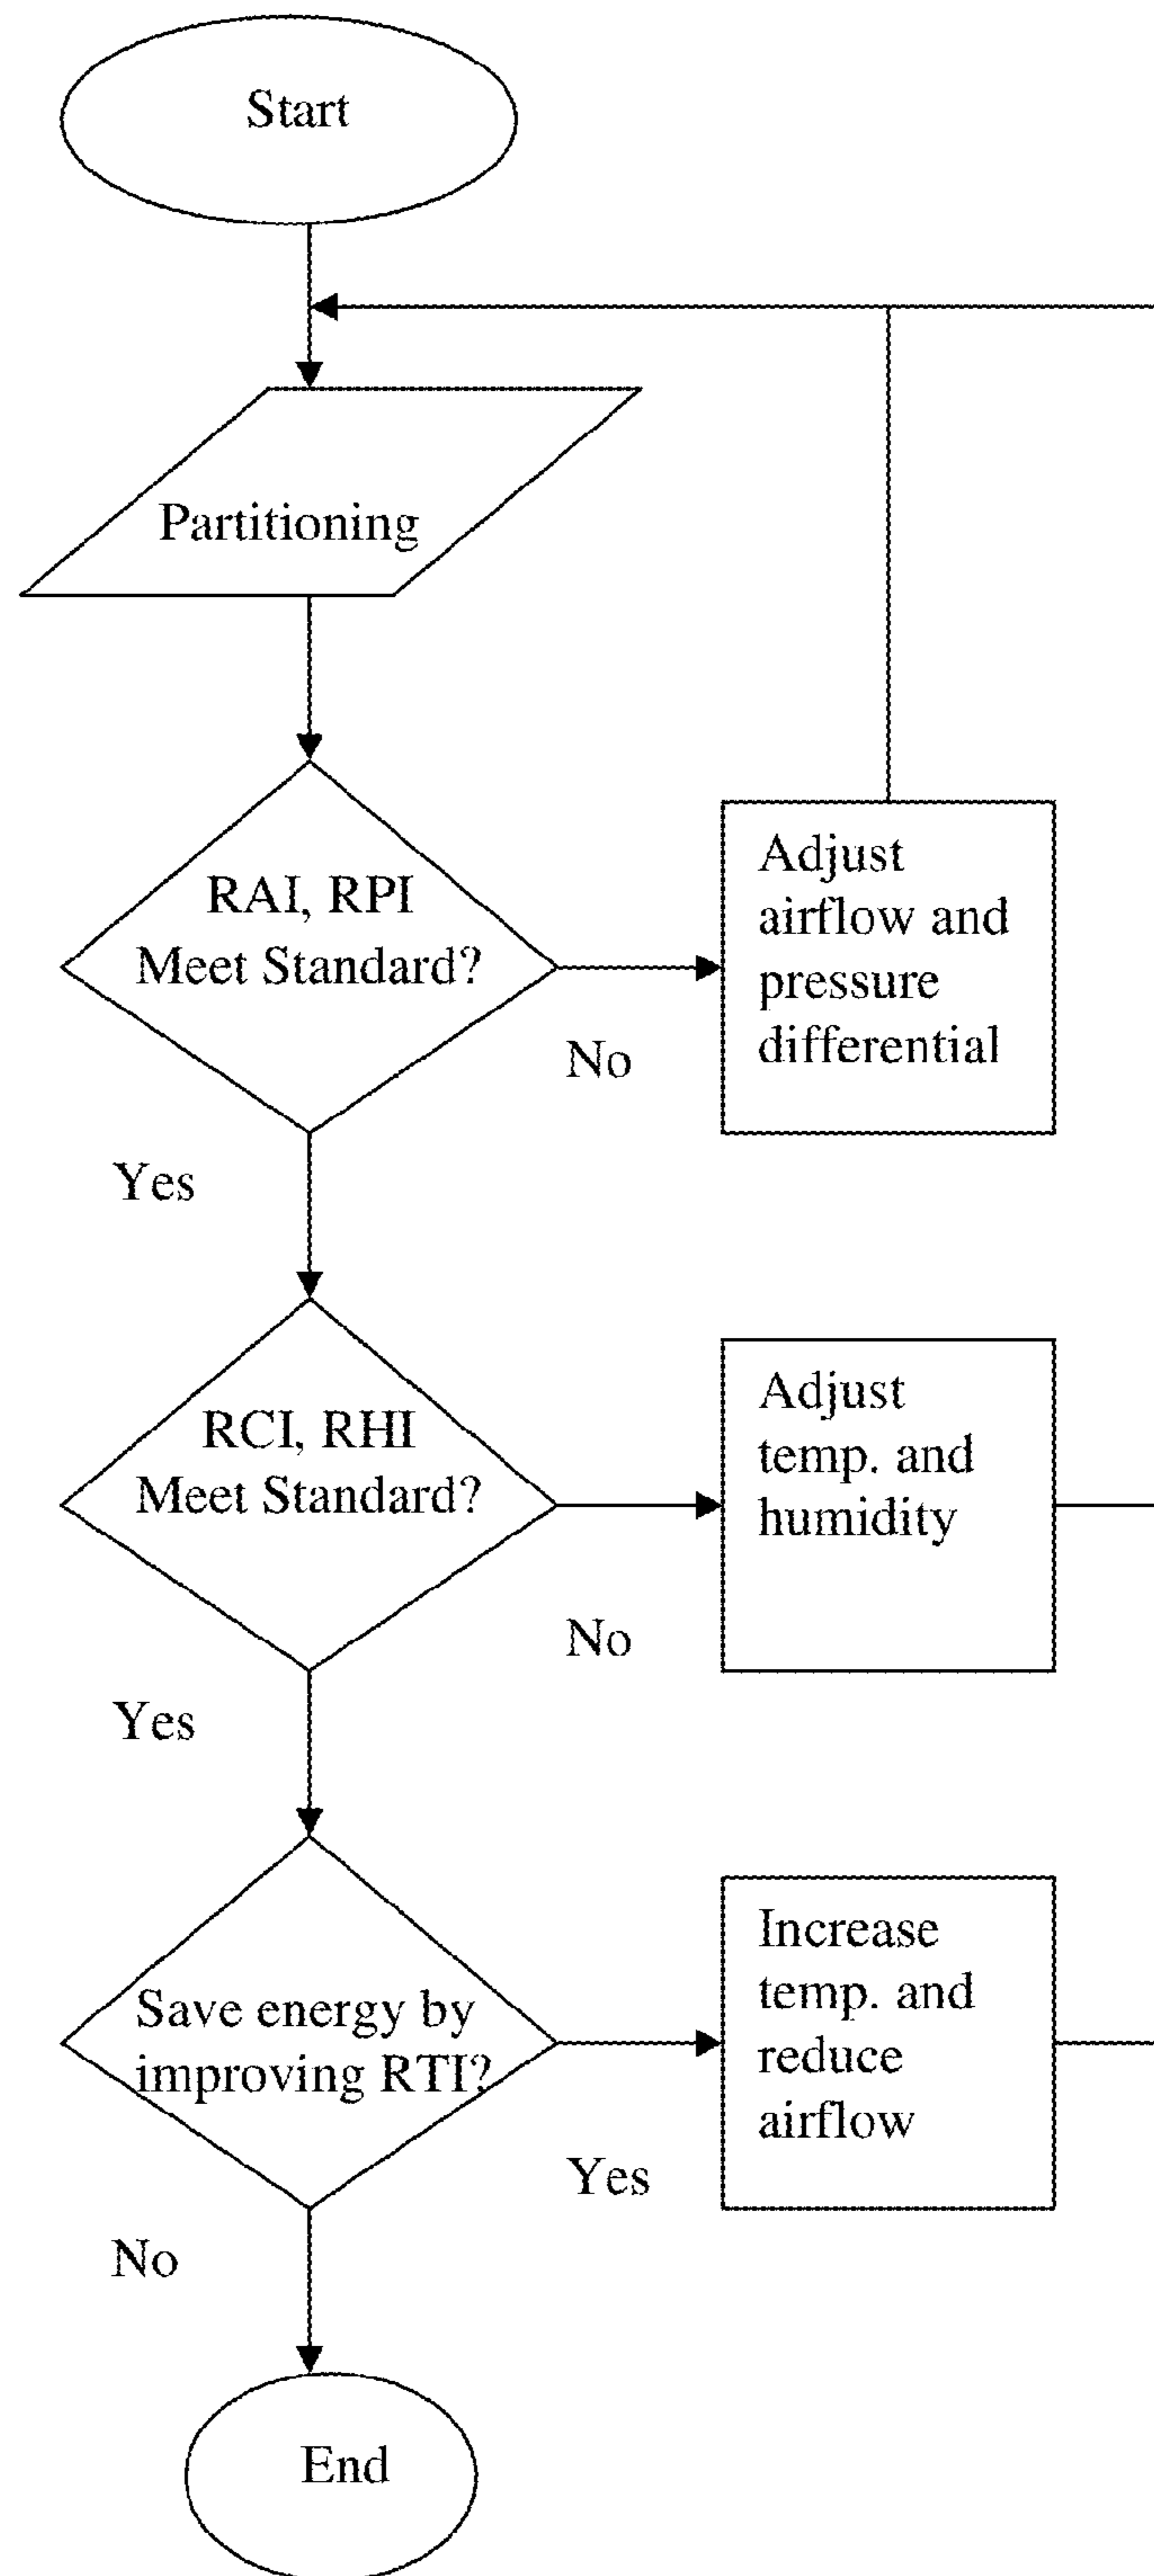 Start
Partitioning
RAI, RPI
Meet Standard?
No
Adjust
airflow and
pressure
differential
Yes
RCI, RHI
Meet Standard?
No
Adjust
temp. and
humidity
Yes
Save energy by
improving RTI?
Yes
Increase
temp. and
reduce
airflow
No
End